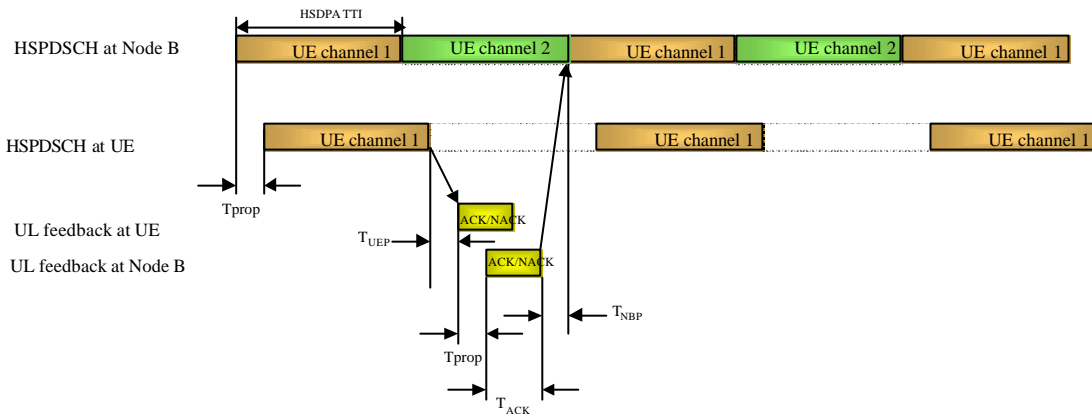 HSDPA TTI
HSPDSCH at Node B
UE channel 1
UE channel 2
UE channel 1
UE channel 2
UE channel 1
HSPDSCH at UE
UE channel 1
UE channel 1
UE channel 1
Tprop
UL feedback at UE
ACK/NACK
TUEP
UL feedback at Node B
ACK/NACK
TNBP
Tprop
TACK